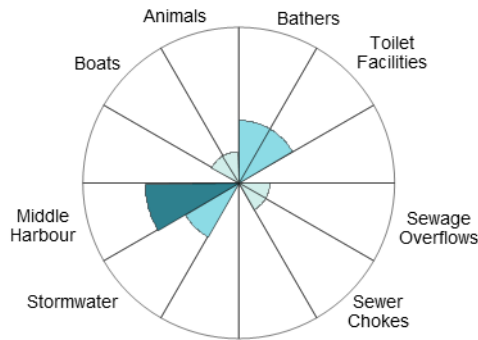 Animals
Bathers
Toilet
Facilities
Boats
Middle
Harbour
Sewage
Overflows
Stormwater
Sewer
Chokes